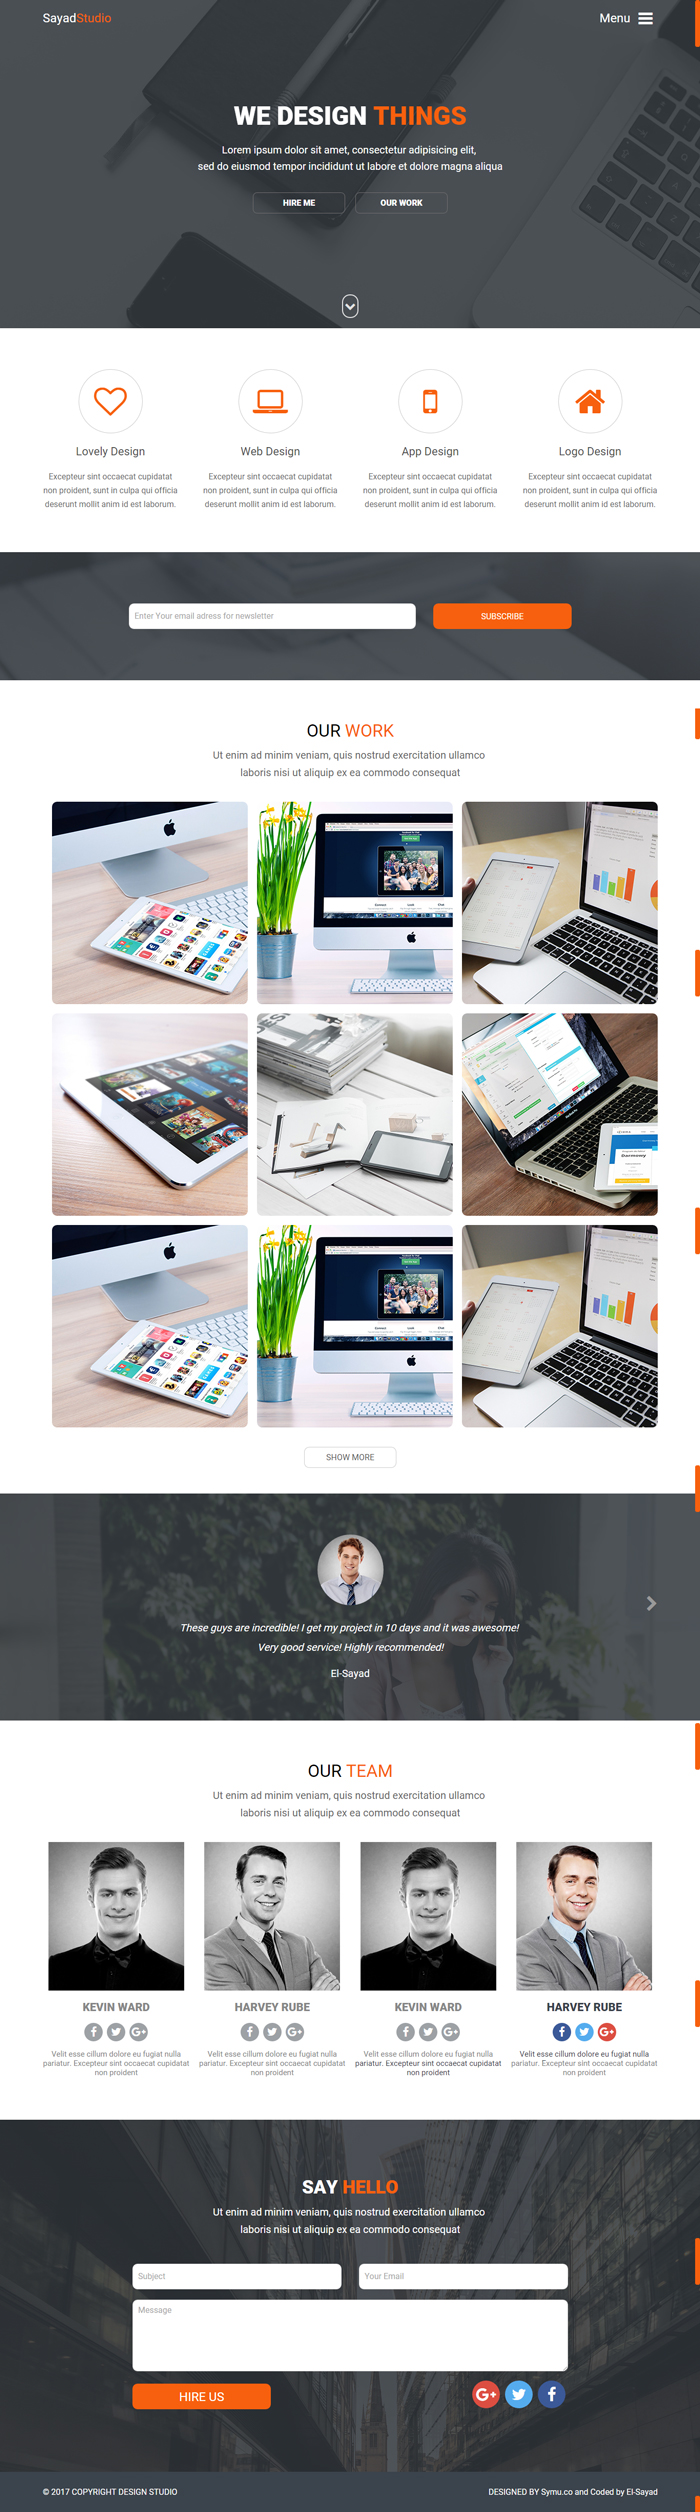 SayadStudio
Menu
WE DESIGN THINGS
Lorem ipsum dolor sit amet, consectetur adipisicing elit,
sed do eiusmod tempor incididunt ut labore et dolore magna aliqua
HIRE ME
OUR WORK
Lovely Design
Web Design
App Design
Logo Design
Excepteur sint occaecat cupidatat
non proident, sunt in culpa qui officia
deserunt mollit anim id est laborum.
Excepteur sint occaecat cupidatat
non proident, sunt in culpa qui officia
deserunt mollit anim id est laborum.
Excepteur sint occaecat cupidatat
non proident, sunt in culpa qui officia
deserunt mollit anim id est laborum.
Excepteur sint occaecat cupidatat
non proident, sunt in culpa qui officia
deserunt mollit anim id est laborum.
Enter Your email adress for newsletter
SUBSCRIBE
OUR WORK
Ut enim ad minim veniam, quis nostrud exercitation ullamco
laboris nisi ut aliquip ex ea commodo consequat
SHOW MORE
These guys are incredible! I get my project in 10 days and it was awesome!
Very good service! Highly recommended!
El-Sayad
OUR TEAM
Ut enim ad minim veniam, quis nostrud exercitation ullamco
laboris nisi ut aliquip ex ea commodo consequat
KEVIN WARD
HARVEY RUBE
KEVIN WARD
HARVEY RUBE
Velit esse cillum dolore eu fugiat nulla
pariatur. Excepteur sint occaecat cupidatat
non proident
Velit esse cillum dolore eu fugiat nulla
pariatur. Excepteur sint occaecat cupidatat
non proident
Velit esse cillum dolore eu fugiat nulla
pariatur. Excepteur sint occaecat cupidatat
non proident
Velit esse cillum dolore eu fugiat nulla
pariatur. Excepteur sint occaecat cupidatat
non proident
SAY HELLO
Ut enim ad minim veniam, quis nostrud exercitation ullamco
laboris nisi ut aliquip ex ea commodo consequat
Subject
Your Email
Message
HIRE US
© 2017 COPYRIGHT DESIGN STUDIO
DESIGNED BY Symu.co and Coded by El-Sayad